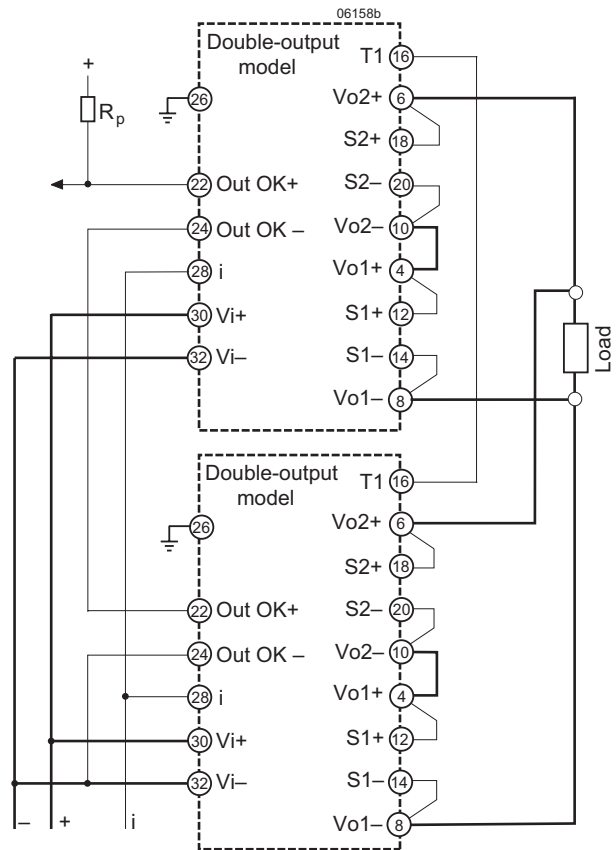 06158b
Double-output
model
T1 16
+
26
Vo2+ 6
Rp
S2+ 18
22 Out OK+
S2– 20
24 Out OK –
Vo2– 10
28 i
Vo1+ 4
30 Vi+
S1+ 12
32 Vi–
S1– 14
Vo1– 8
Load
Double-output
model
T1 16
26
Vo2+ 6
S2+ 18
22 Out OK+
S2– 20
24 Out OK –
Vo2– 10
28 i
Vo1+ 4
30 Vi+
S1+ 12
32 Vi–
S1– 14
– + i
Vo1– 8